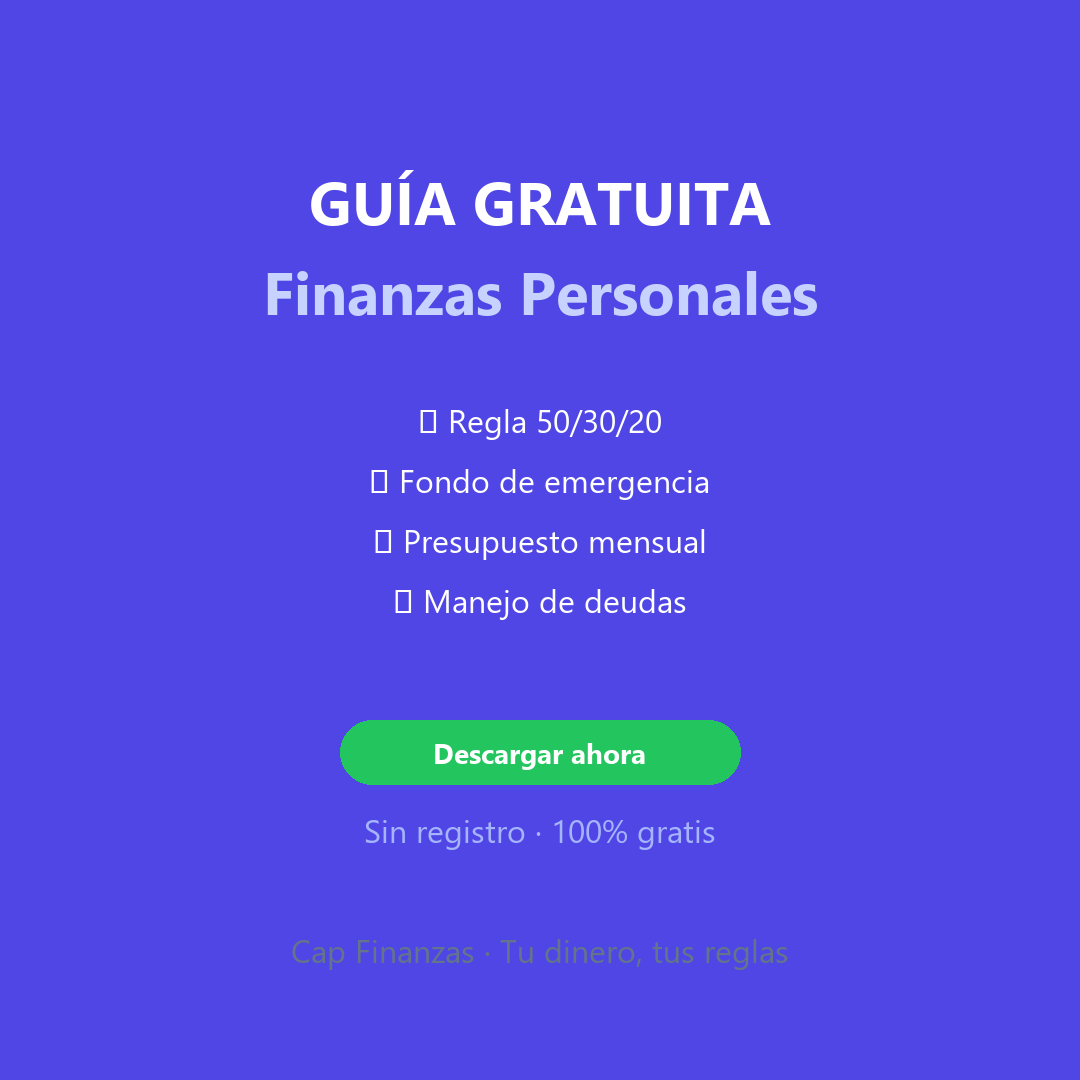 GUÍA GRATUITA
Finanzas Personales
▯ Regla 50/30/20
▯ Fondo de emergencia
▯ Presupuesto mensual
▯ Manejo de deudas
Descargar ahora
Sin registro · 100% gratis
Cap Finanzas · Tu dinero, tus reglas